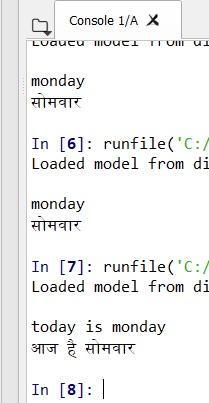 Console 1/A
Loaded model from di
monday
सोमवार
In [6]: runfile('C:/
Loaded model from di
monday
सोमवार
In [7]: runfile('C:/
Loaded model from di
today is monday
आज है सोमवार
In [8]: